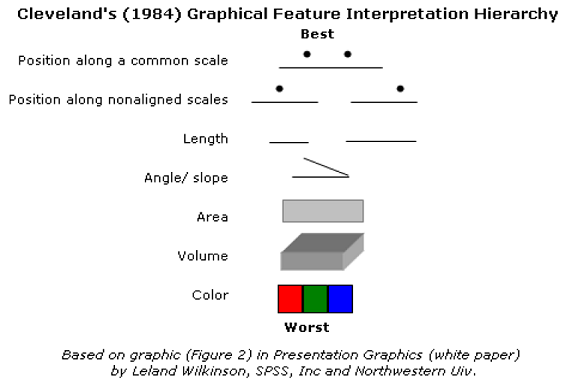 Cleveland's (1984) Graphical Feature Interpretation Hierarchy
Best
Position along a common scale
Position along nonaligned scales
Length
Angle/ slope
Area
Volume
Color
Worst
Based on graphic (Figure 2) in Presentation Graphics (white paper)
by Leland Wilkinson, SPSS, Inc and Northwestern Uiv.